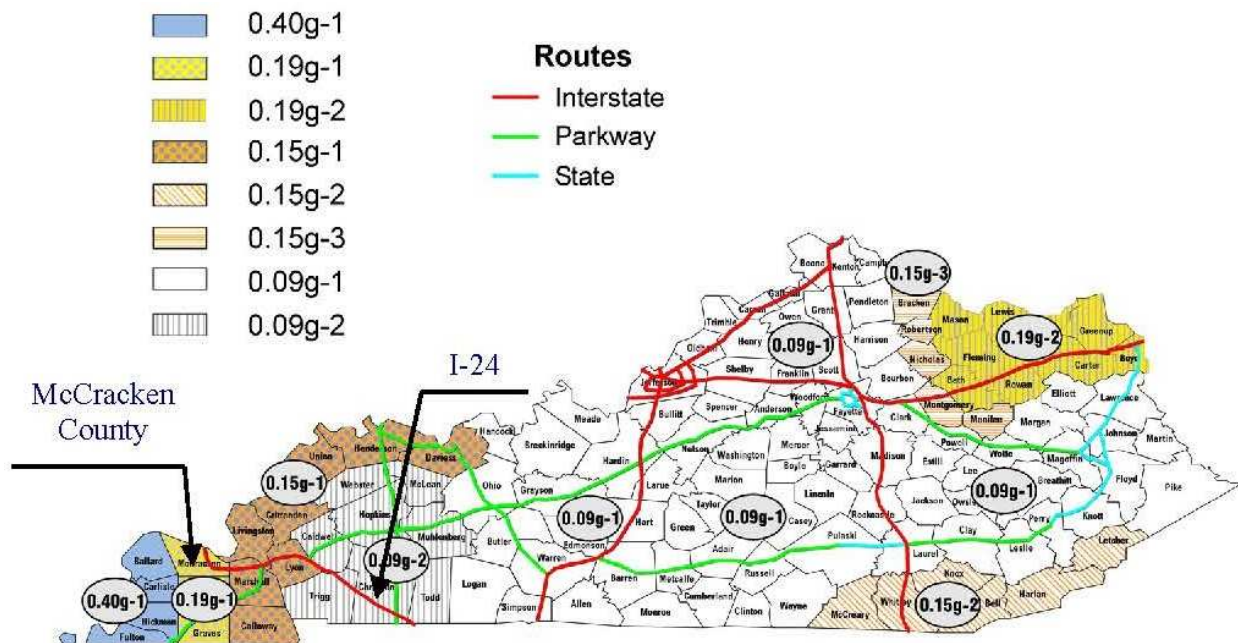 0.40g-1
0.19g-1
0.19g-2
0.15g-1
0.15g-2
0.15g-3
0.09g-1
0.09g-2
Routes
Interstate
Parkway
State
McCracken
County
I-24
0.15g-3
0.19g-2
0.09g-1
0.15g-1
0.09g-1
0.09g-1
0.09g-1
0.09g-2
0.40g-1
0.19g-1
0.15g-2
Boone
Kenton
Pendleton
Bracken
Grant
Owen
Trimble
Henry
Harrison
Robertson
Mason
Lewis
Greenup
Fleming
Nicholas
Carter
Rowan
Shelby
Franklin
Scott
Bourbon
Elliott
Lawrence
Jefferson
Spencer
Anderson
Woodford
Fayette
Clark
Montgomery
Menifee
Morgan
Johnson
Martin
Bullitt
Meade
Hancock
Breckinridge
Hardin
Nelson
Washington
Mercer
Boyle
Garrard
Madison
Estill
Powell
Wolfe
Magoffin
Floyd
Pike
Lee
Breathitt
Owsley
Jackson
Knott
Perry
Union
Henderson
Daviess
Webster
McLean
Ohio
Grayson
Larue
Marion
Taylor
Casey
Lincoln
Rockcastle
Clay
Leslie
Letcher
Crittenden
Hopkins
Muhlenberg
Butler
Edmonson
Hart
Green
Adair
Pulaski
Laurel
Livingston
Caldwell
Lyon
Marshall
Ballard
McCracken
Carlisle
Hickman
Graves
Fulton
Calloway
Trigg
Christian
Todd
Logan
Warren
Simpson
Allen
Barren
Metcalfe
Monroe
Cumberland
Russell
Clinton
Wayne
McCreary
Whitley
Knox
Bell
Harlan